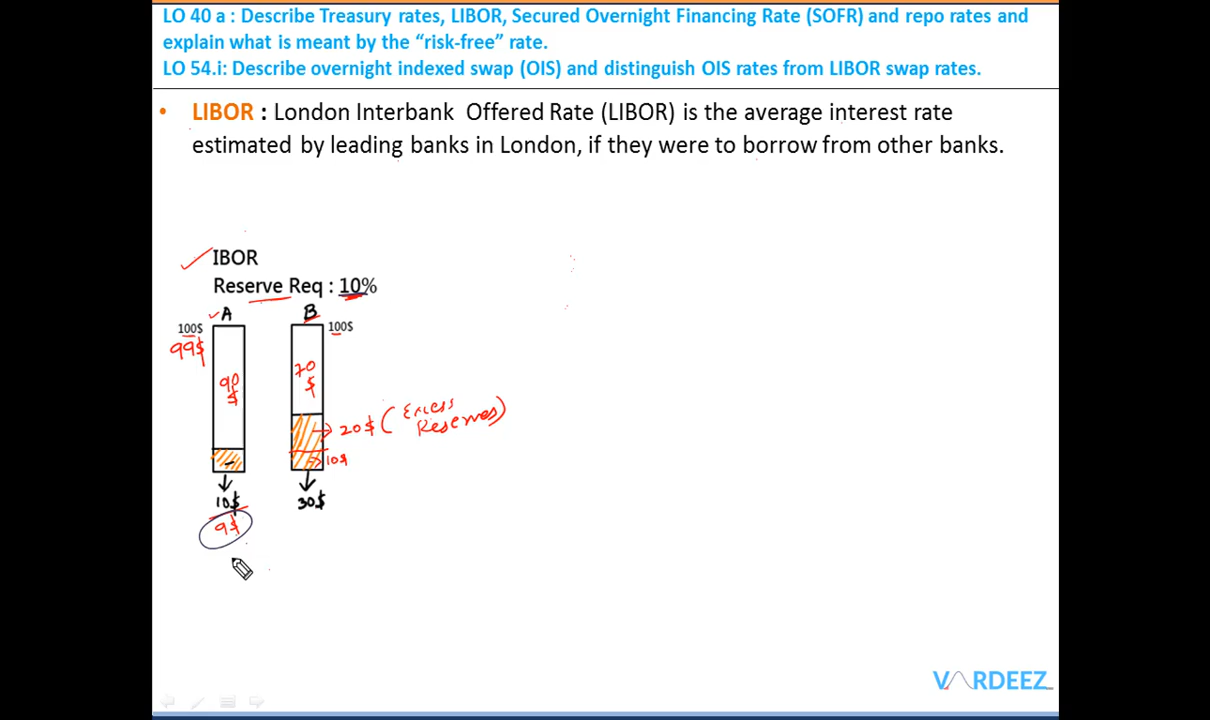 LO 40 a : Describe Treasury rates, LIBOR, Secured Overnight Financing Rate (SOFR) and repo rates and
explain what is meant by the “risk-free” rate.
LO 54.i: Describe overnight indexed swap (OIS) and distinguish OIS rates from LIBOR swap rates.
• LIBOR : London Interbank Offered Rate (LIBOR) is the average interest rate
estimated by leading banks in London, if they were to borrow from other banks.
IBOR
Reserve Req : 10%
A B
100$ 100$
99$
90 $ 70 $
20$ (Excess
Reserves)
10$
10$ 30$
9$
VARDEEZ